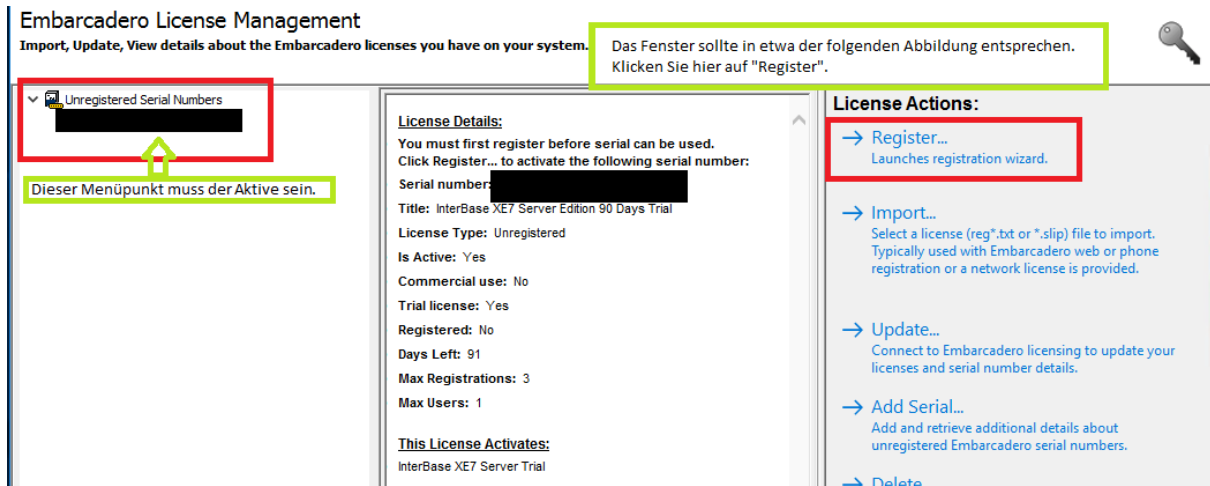 Embarcadero License Management
Import, Update, View details about the Embarcadero licenses you have on your system.
Das Fenster sollte in etwa der folgenden Abbildung entsprechen.
Klicken Sie hier auf "Register".
Unregistered Serial Numbers
Dieser Menüpunkt muss der Aktive sein.
License Details:
You must first register before serial can be used.
Click Register... to activate the following serial number:
Serial number:
Title: InterBase XE7 Server Edition 90 Days Trial
License Type: Unregistered
Is Active: Yes
Commercial use: No
Trial license: Yes
Registered: No
Days Left: 91
Max Registrations: 3
Max Users: 1
This License Activates:
InterBase XE7 Server Trial
License Actions:
Register...
Launches registration wizard.
Import...
Select a license (reg*.txt or *.slip) file to import.
Typically used with Embarcadero web or phone
registration or a network license is provided.
Update...
Connect to Embarcadero licensing to update your
licenses and serial number details.
Add Serial...
Add and retrieve additional details about
unregistered Embarcadero serial numbers.
Delete